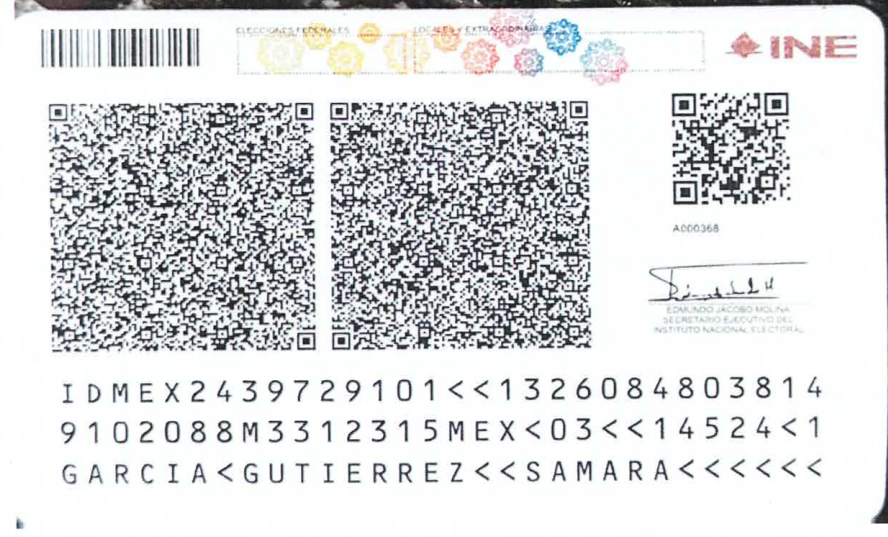 ELECCIONES FEDERALES LOCALES Y EXTRAORDINARIAS
INE
A000368
EDMUNDO JACOBO MOLINA
SECRETARIO EJECUTIVO DEL
INSTITUTO NACIONAL ELECTORAL
IDMEX2439729101<<1326084803814
9102088M3312315MEX<03<<14524<1
GARCIA<GUTIERREZ<<SAMARA<<<<<<